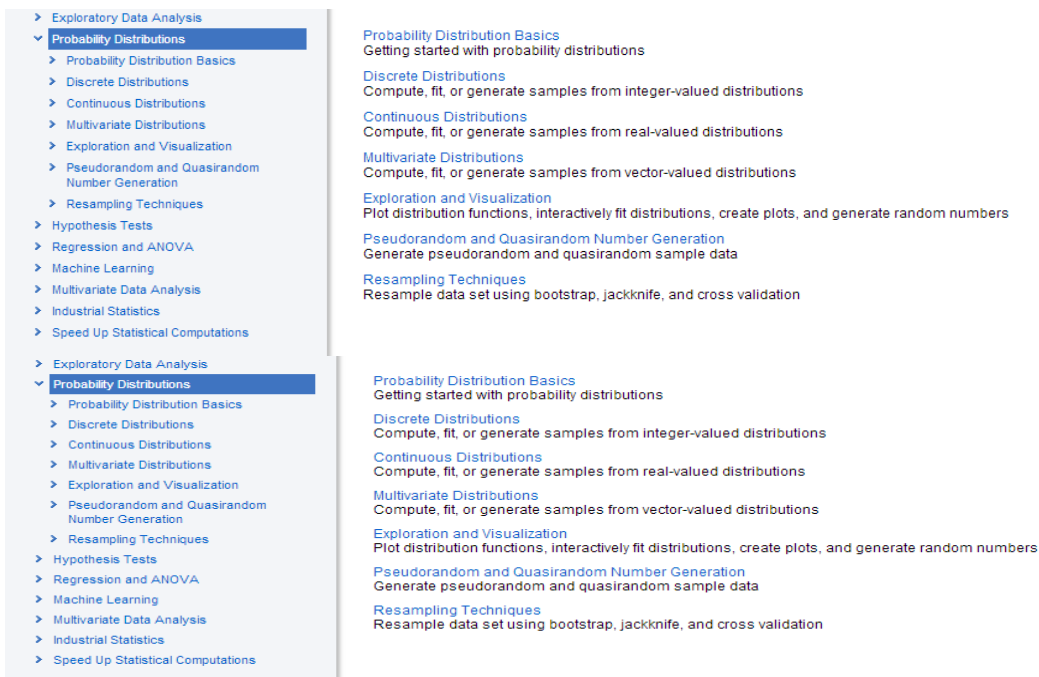 Exploratory Data Analysis
Probability Distributions
Probability Distribution Basics
Discrete Distributions
Continuous Distributions
Multivariate Distributions
Exploration and Visualization
Pseudorandom and Quasirandom
Number Generation
Resampling Techniques
Hypothesis Tests
Regression and ANOVA
Machine Learning
Multivariate Data Analysis
Industrial Statistics
Speed Up Statistical Computations
Probability Distribution Basics
Getting started with probability distributions
Discrete Distributions
Compute, fit, or generate samples from integer-valued distributions
Continuous Distributions
Compute, fit, or generate samples from real-valued distributions
Multivariate Distributions
Compute, fit, or generate samples from vector-valued distributions
Exploration and Visualization
Plot distribution functions, interactively fit distributions, create plots, and generate random numbers
Pseudorandom and Quasirandom Number Generation
Generate pseudorandom and quasirandom sample data
Resampling Techniques
Resample data set using bootstrap, jackknife, and cross validation
Exploratory Data Analysis
Probability Distributions
Probability Distribution Basics
Discrete Distributions
Continuous Distributions
Multivariate Distributions
Exploration and Visualization
Pseudorandom and Quasirandom
Number Generation
Resampling Techniques
Hypothesis Tests
Regression and ANOVA
Machine Learning
Multivariate Data Analysis
Industrial Statistics
Speed Up Statistical Computations
Probability Distribution Basics
Getting started with probability distributions
Discrete Distributions
Compute, fit, or generate samples from integer-valued distributions
Continuous Distributions
Compute, fit, or generate samples from real-valued distributions
Multivariate Distributions
Compute, fit, or generate samples from vector-valued distributions
Exploration and Visualization
Plot distribution functions, interactively fit distributions, create plots, and generate random numbers
Pseudorandom and Quasirandom Number Generation
Generate pseudorandom and quasirandom sample data
Resampling Techniques
Resample data set using bootstrap, jackknife, and cross validation